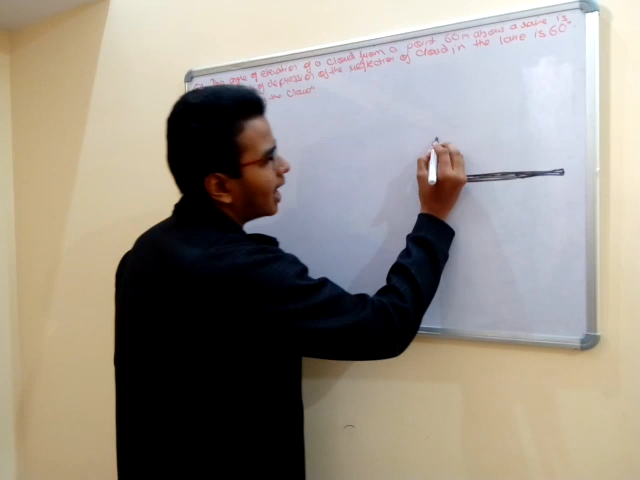 The angle of elevation of a cloud from a point 60m above a lake is
of depression of the reflection of cloud in the lake is 60°
the cloud